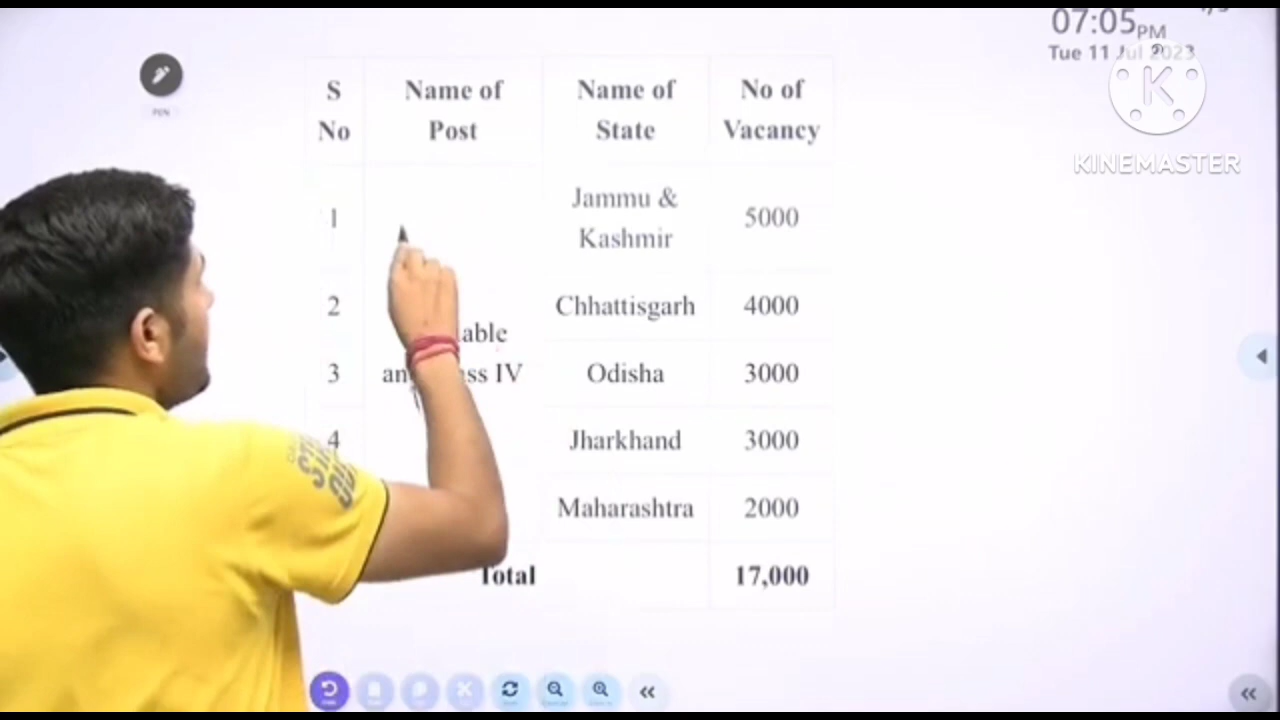 07:05PM
Tue 11 Jul 2023
K
KINEMASTER
PEN
S No
Name of Post
Name of State
No of Vacancy
1
Jammu & Kashmir
5000
2
Chhattisgarh
4000
able
3
ss IV
Odisha
3000
4
Jharkhand
3000
Maharashtra
2000
Total
17,000